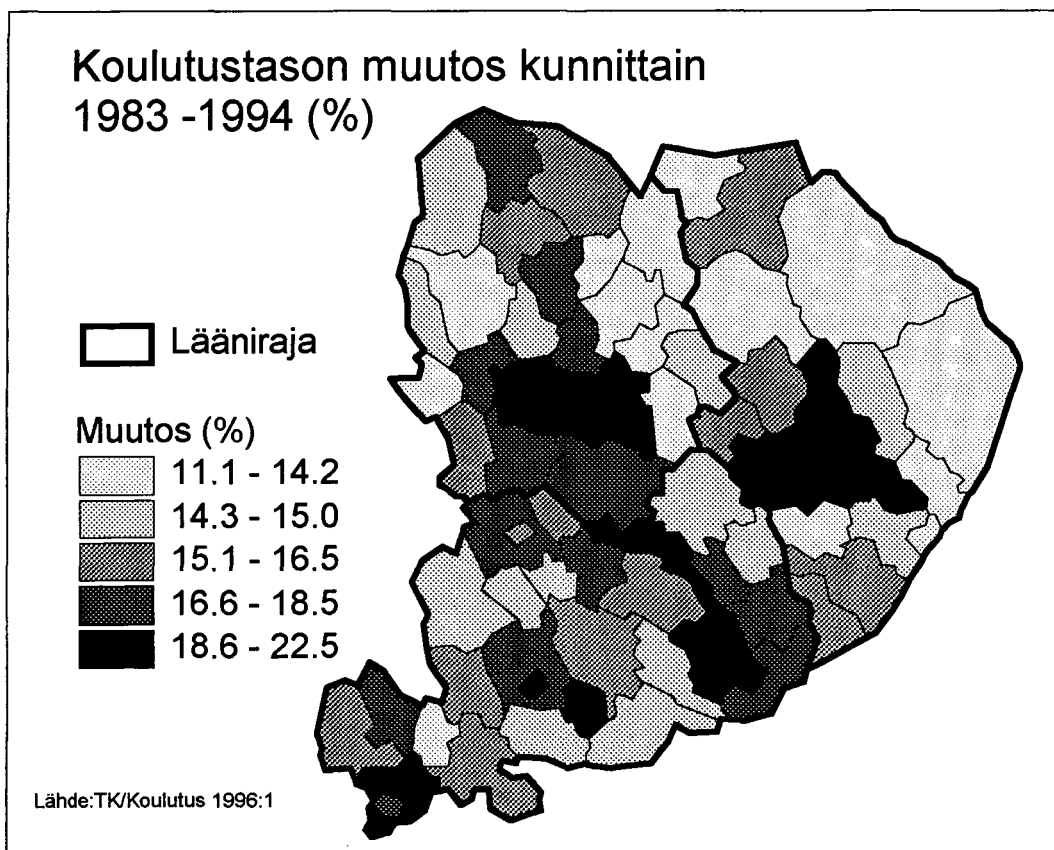 Koulutustason muutos kunnittain
1983 -1994 (%)
Lääniraja
Muutos (%)
11.1 - 14.2
14.3 - 15.0
15.1 - 16.5
16.6 - 18.5
18.6 - 22.5
Lähde:TK/Koulutus 1996:1